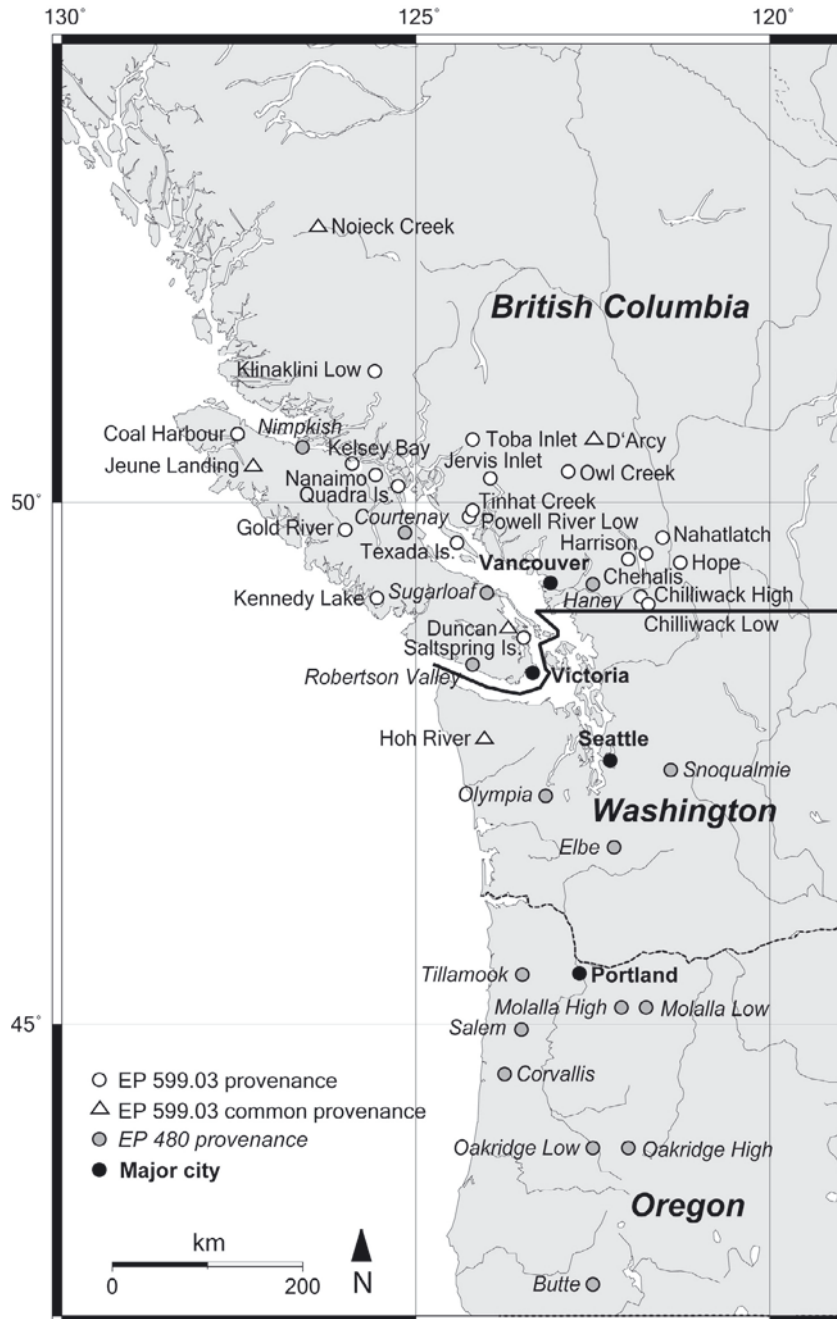 130°
125°
120°
Noieck Creek
British Columbia
Klinaklini Low
Nimpkish
Coal Harbour
Toba Inlet
D'Arcy
Kelsey Bay
Jervis Inlet
Jeune Landing
Owl Creek
Nanaimo
Quadra Is.
50°
Tinhat Creek
Courtenay
Powell River Low
Gold River
Nahatlatch
Harrison
Texada Is.
Vancouver
Hope
Chehalis
Sugarloaf
Haney
Chilliwack High
Kennedy Lake
Chilliwack Low
Duncan
Saltspring Is.
Robertson Valley
Victoria
Hoh River
Seattle
Snoqualmie
Olympia
Washington
Elbe
Tillamook
Portland
Molalla High
Molalla Low
45°
Salem
Corvallis
EP 599.03 provenance
EP 599.03 common provenance
EP 480 provenance
Major city
Oakridge Low
Oakridge High
Oregon
km
0
200
N
Butte